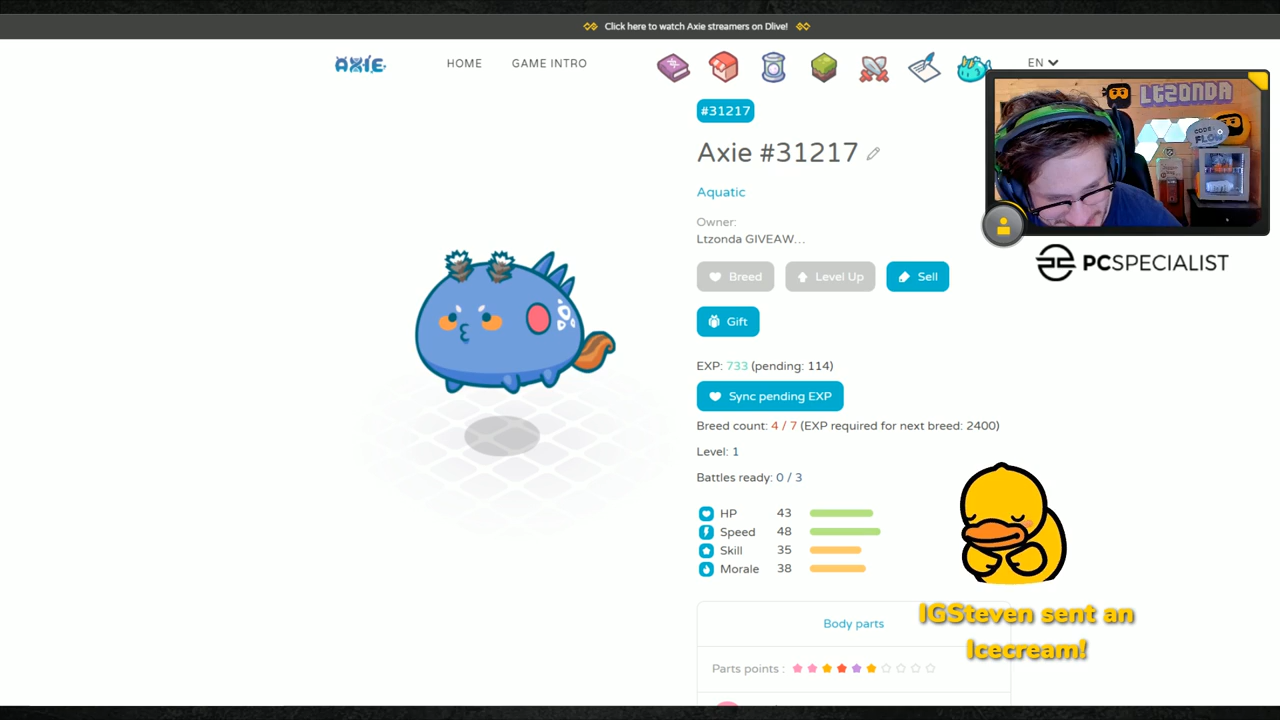 Click here to watch Axie streamers on Dlive!
AXIE
HOME
GAME INTRO
EN
LTZONDA
CODE
FLOW
#31217
Axie #31217
Aquatic
Owner:
Ltzonda GIVEAW...
Breed
Level Up
Sell
PCSPECIALIST
Gift
EXP: 733 (pending: 114)
Sync pending EXP
Breed count: 4 / 7 (EXP required for next breed: 2400)
Level: 1
Battles ready: 0 / 3
HP 43
Speed 48
Skill 35
Morale 38
Body parts
IGSteven sent an
Icecream!
Parts points :